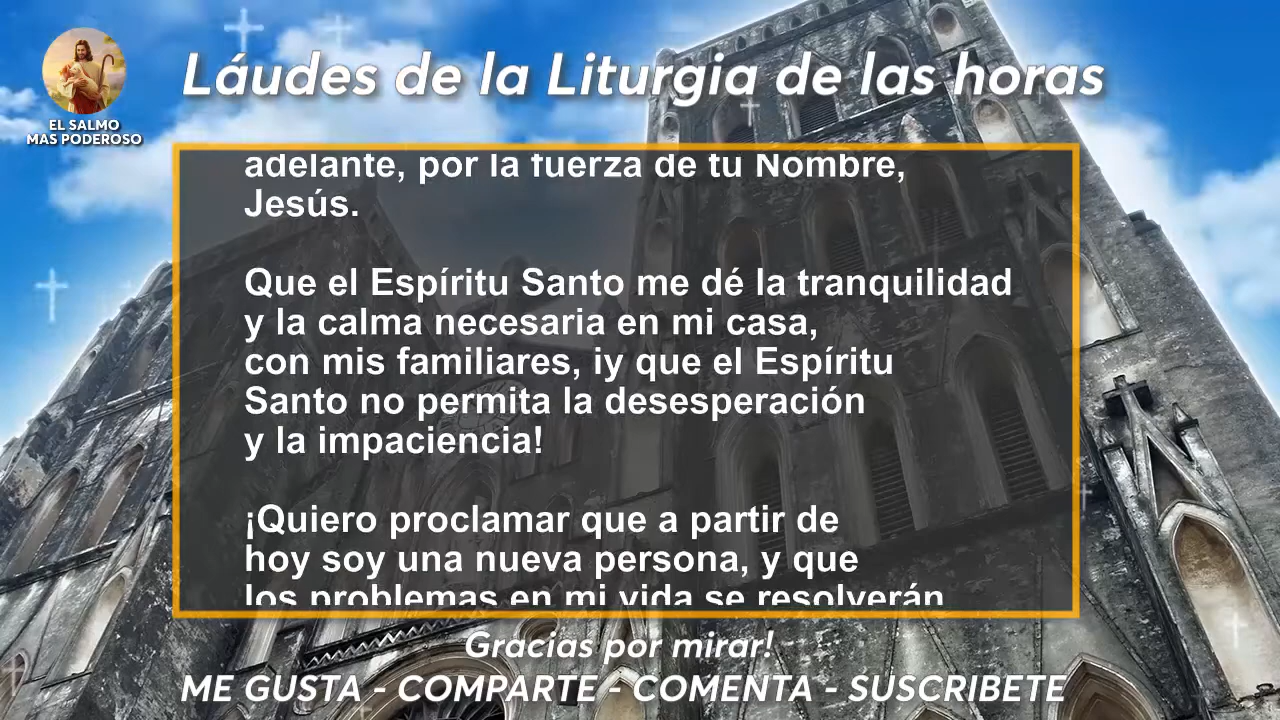 Láudes de la Liturgia de las horas
EL SALMO
MAS PODEROSO
adelante, por la fuerza de tu Nombre,
Jesús.
Que el Espíritu Santo me dé la tranquilidad
y la calma necesaria en mi casa,
con mis familiares, ¡y que el Espíritu
Santo no permita la desesperación
y la impaciencia!
¡Quiero proclamar que a partir de
hoy soy una nueva persona, y que
los problemas en mi vida se resolverán
Gracias por mirar!
ME GUSTA - COMPARTE - COMENTA - SUSCRIBETE